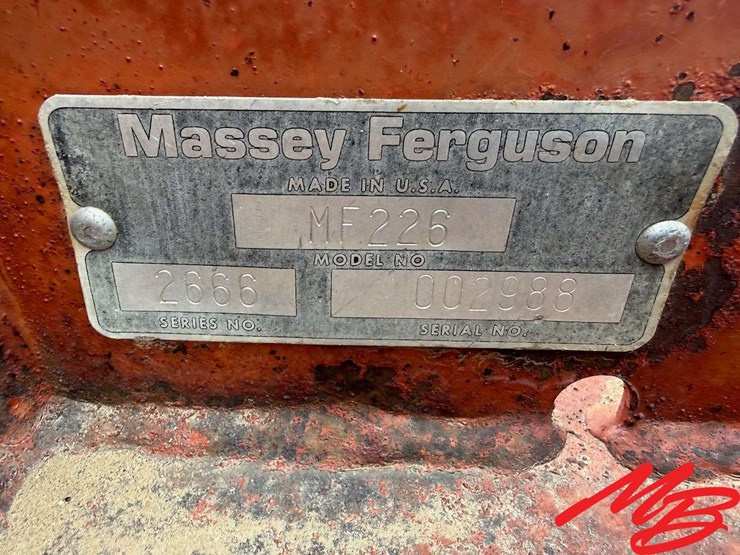 Massey Ferguson
MADE IN U.S.A.
MF226
MODEL NO
2666 002988
SERIES NO. SERIAL NO.
MB